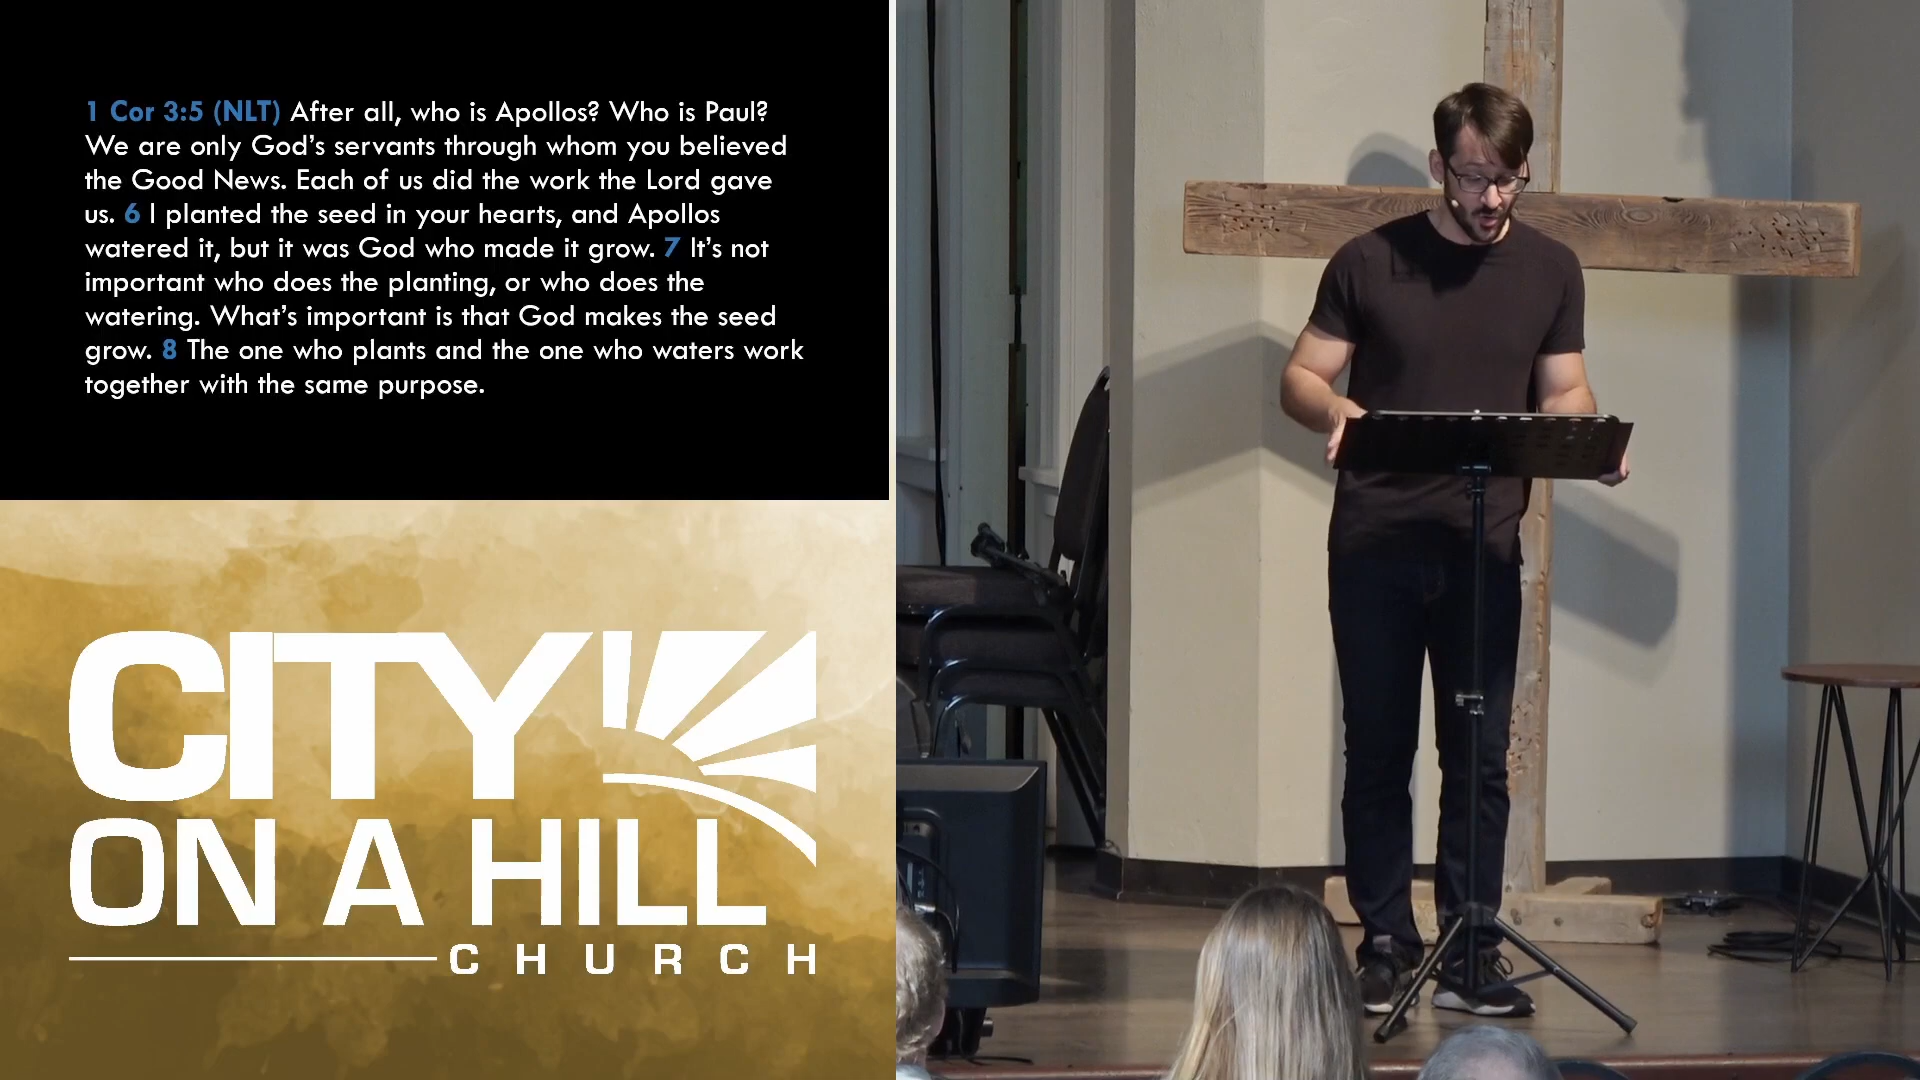 1 Cor 3:5 (NLT) After all, who is Apollos? Who is Paul?
We are only God’s servants through whom you believed
the Good News. Each of us did the work the Lord gave
us. 6 I planted the seed in your hearts, and Apollos
watered it, but it was God who made it grow. 7 It’s not
important who does the planting, or who does the
watering. What’s important is that God makes the seed
grow. 8 The one who plants and the one who waters work
together with the same purpose.
CITY
ON A HILL
CHURCH